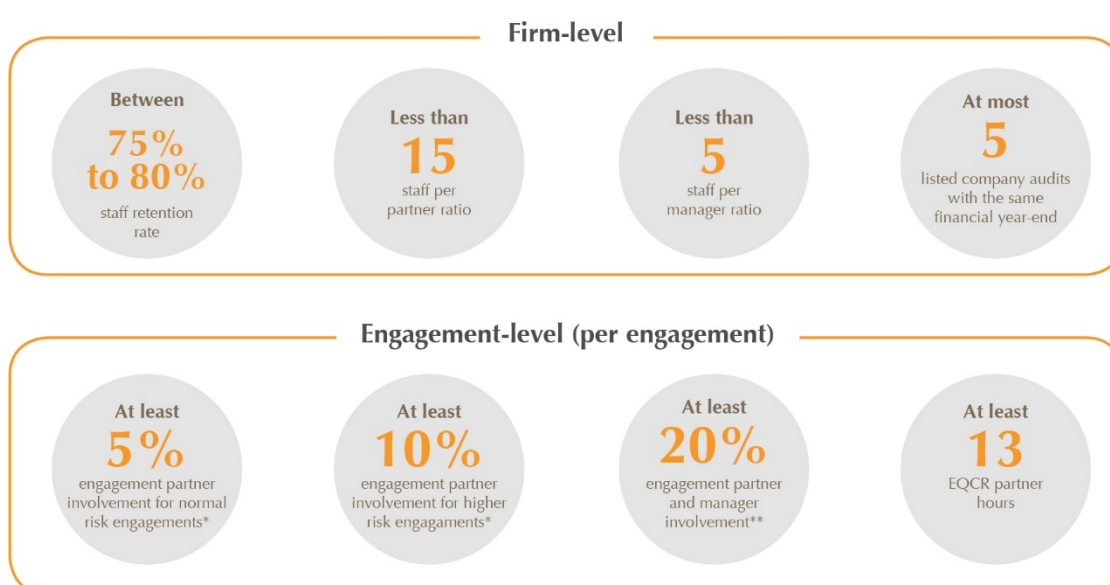 Firm-level
Between
75%
to 80%
staff retention
rate
Less than
15
staff per
partner ratio
Less than
5
staff per
manager ratio
At most
5
listed company audits
with the same
financial year-end
Engagement-level (per engagement)
At least
5%
engagement partner
involvement for normal
risk engagements*
At least
10%
engagement partner
involvement for higher
risk engagaments*
At least
20%
engagement partner
and manager
involvement**
At least
13
EQCR partner
hours